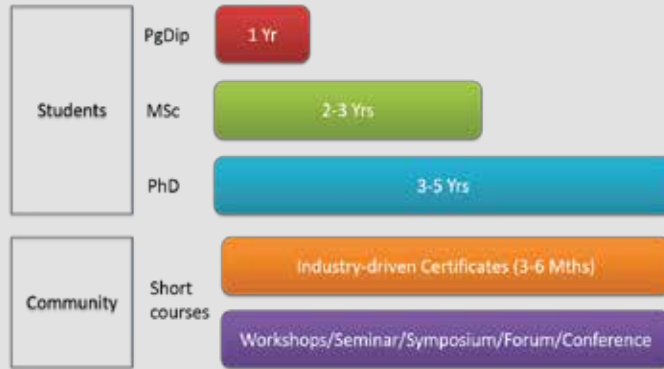 PgDip
1 Yr
Students
MSc
2-3 Yrs
PhD
3-5 Yrs
Community
Short
courses
Industry-driven Certificates (3-6 Mths)
Workshops/Seminar/Symposium/Forum/Conference